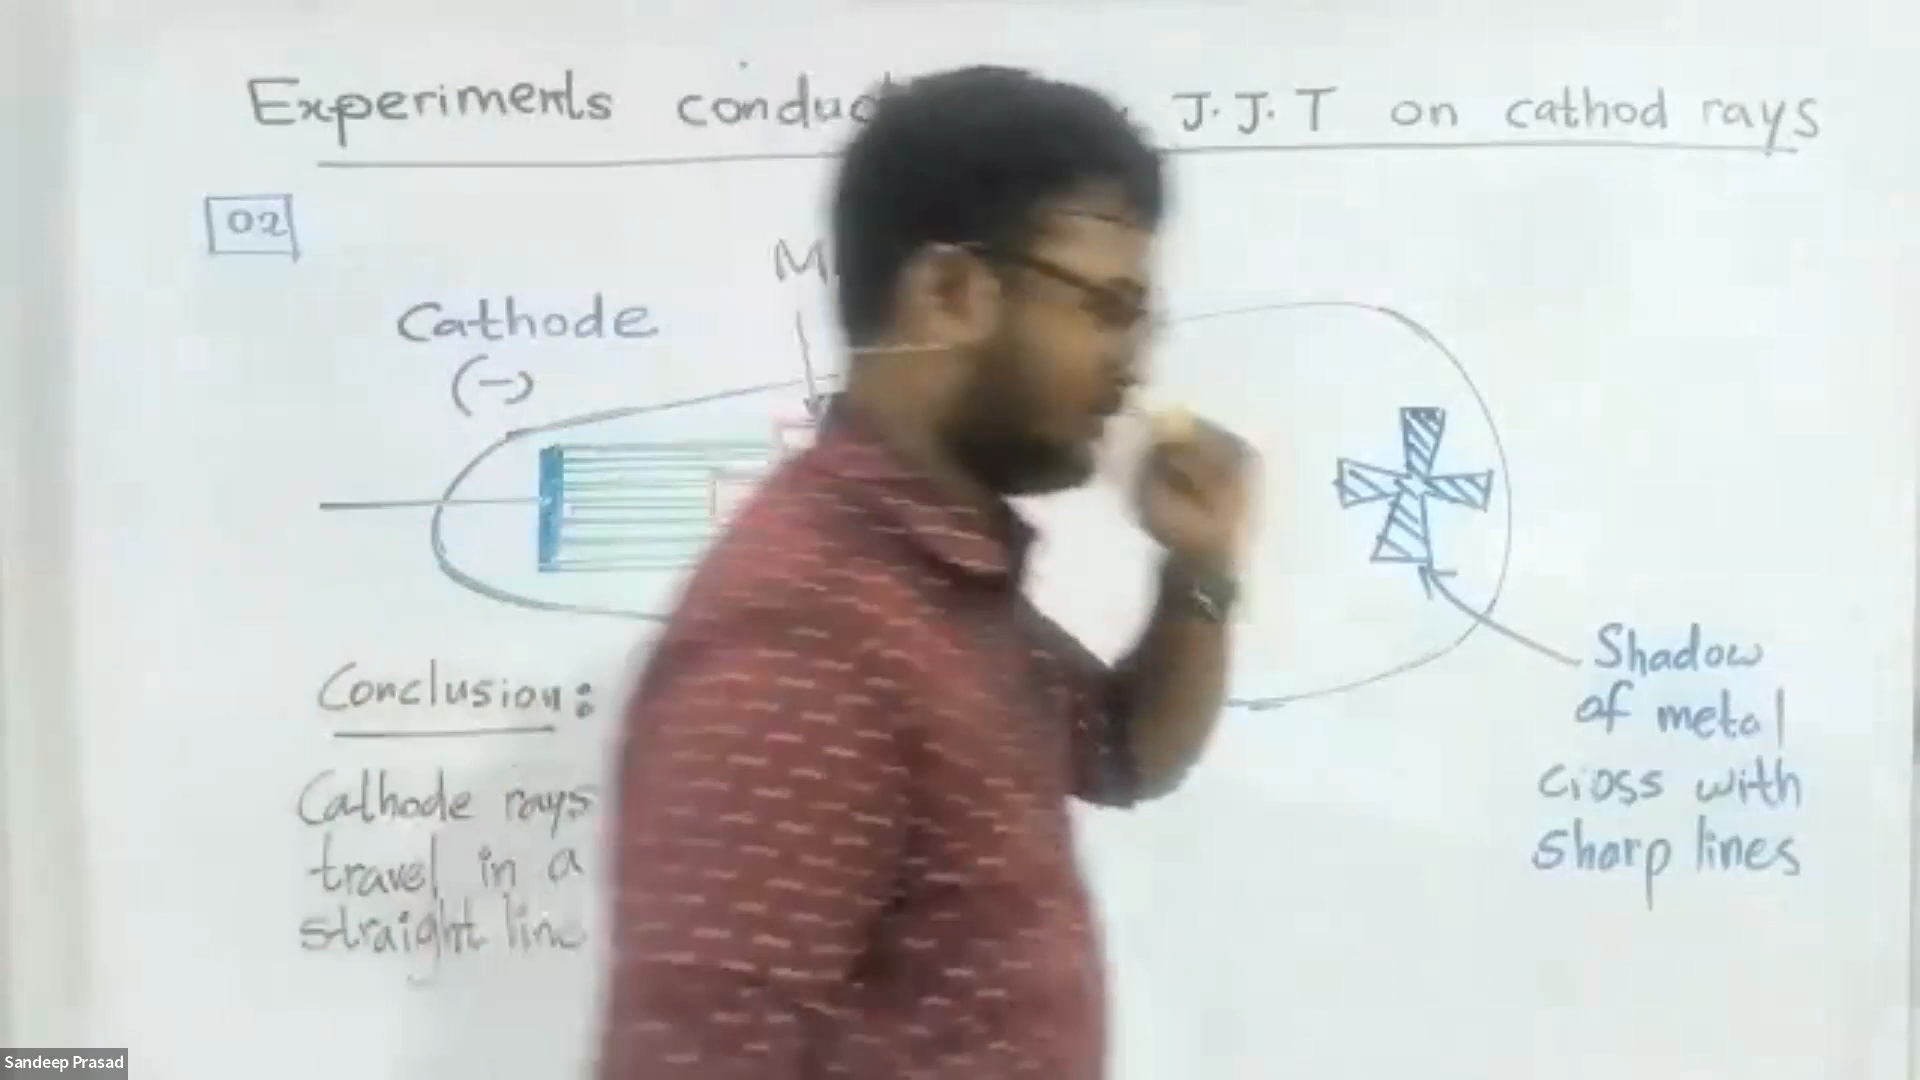 Experiments conduc J.J.T on cathod rays
02
M
Cathode
(-)
Conclusion:
Cathode rays
travel in a
straight line
Shadow
of metal
cross with
sharp lines
Sandeep Prasad